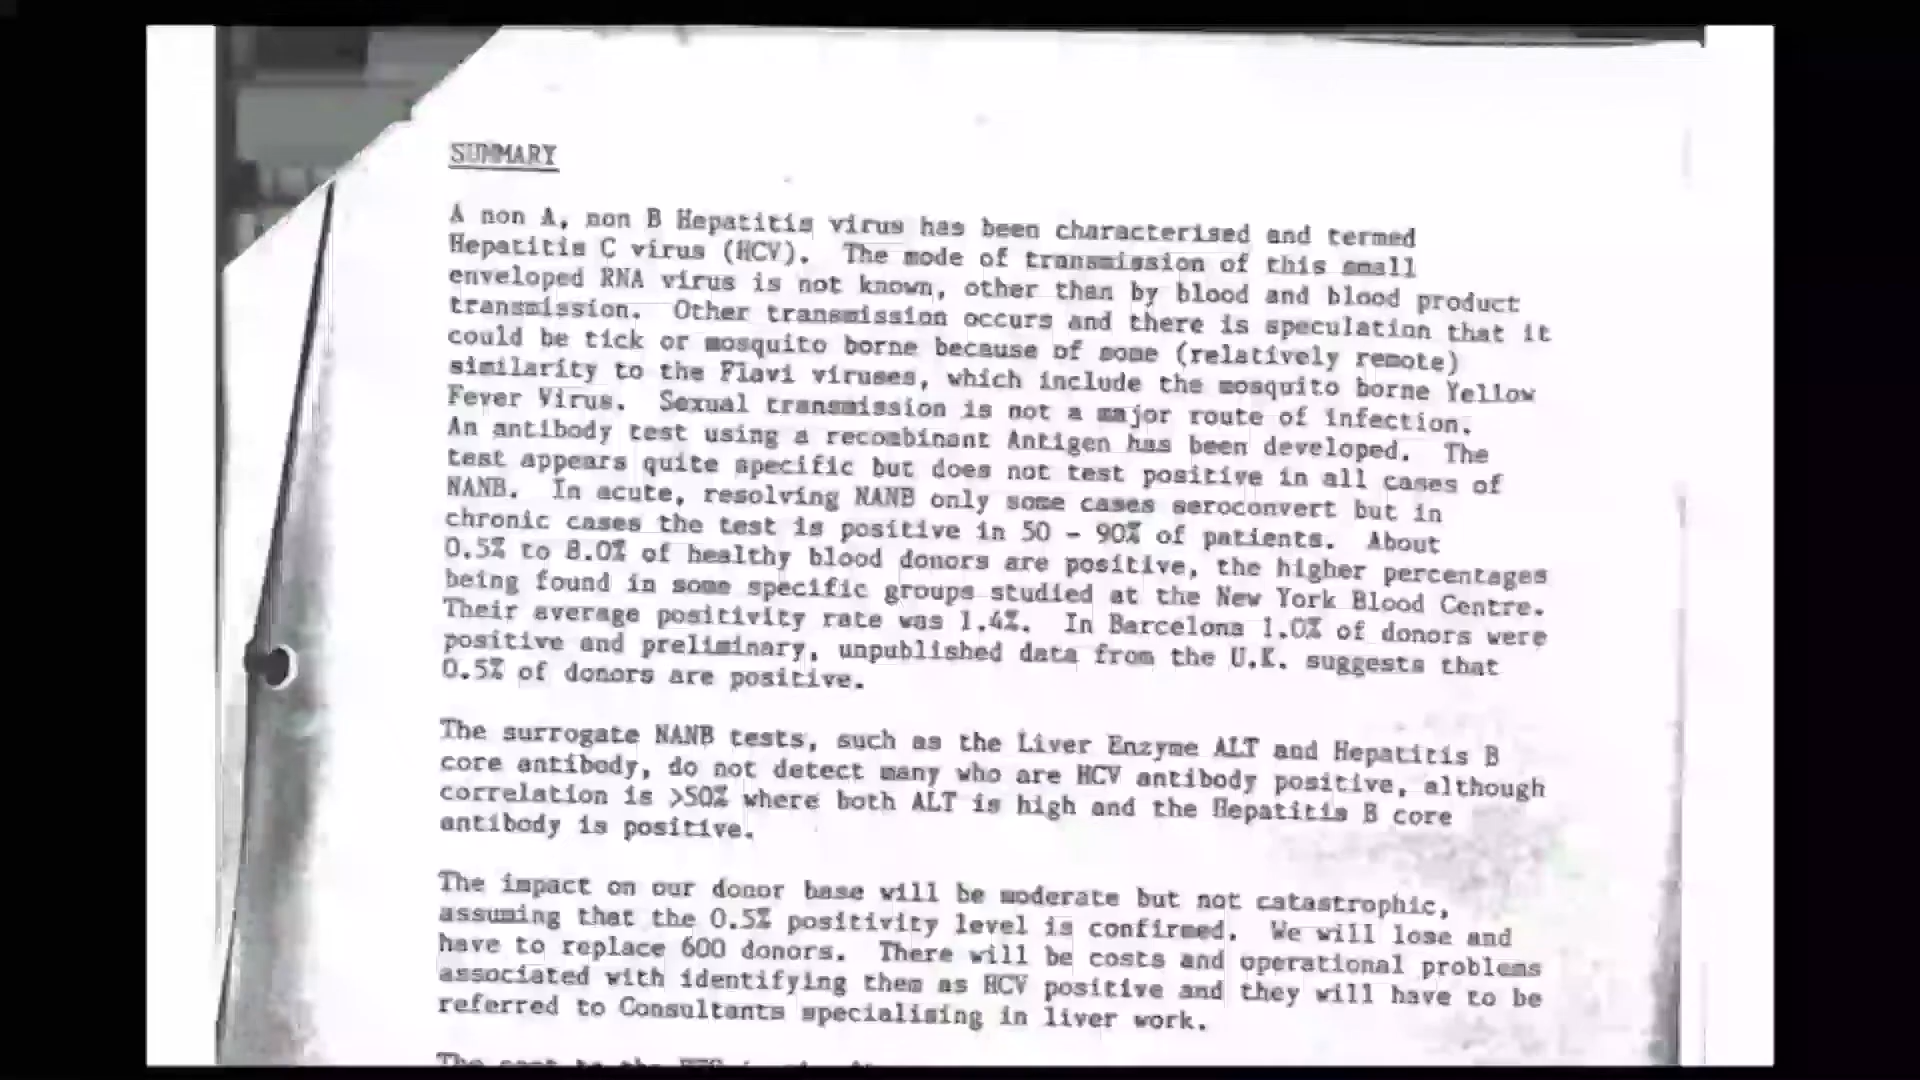 SUMMARY
A non A, non B Hepatitis virus has been characterised and termed
Hepatitis C virus (HCV). The mode of transmission of this small
enveloped RNA virus is not known, other than by blood and blood product
transmission. Other transmission occurs and there is speculation that it
could be tick or mosquito borne because of some (relatively remote)
similarity to the Flavi viruses, which include the mosquito borne Yellow
Fever Virus. Sexual transmission is not a major route of infection.
An antibody test using a recombinant Antigen has been developed. The
test appears quite specific but does not test positive in all cases of
NANB. In acute, resolving NANB only some cases seroconvert but in
chronic cases the test is positive in 50 - 90% of patients. About
0.5% to 8.0% of healthy blood donors are positive, the higher percentages
being found in some specific groups studied at the New York Blood Centre.
Their average positivity rate was 1.4%. In Barcelona 1.0% of donors were
positive and preliminary, unpublished data from the U.K. suggests that
0.5% of donors are positive.
The surrogate NANB tests, such as the Liver Enzyme ALT and Hepatitis B
core antibody, do not detect many who are HCV antibody positive, although
correlation is >50% where both ALT is high and the Hepatitis B core
antibody is positive.
The impact on our donor base will be moderate but not catastrophic,
assuming that the 0.5% positivity level is confirmed. We will lose and
have to replace 600 donors. There will be costs and operational problems
associated with identifying them as HCV positive and they will have to be
referred to Consultants specialising in liver work.
The cost to the